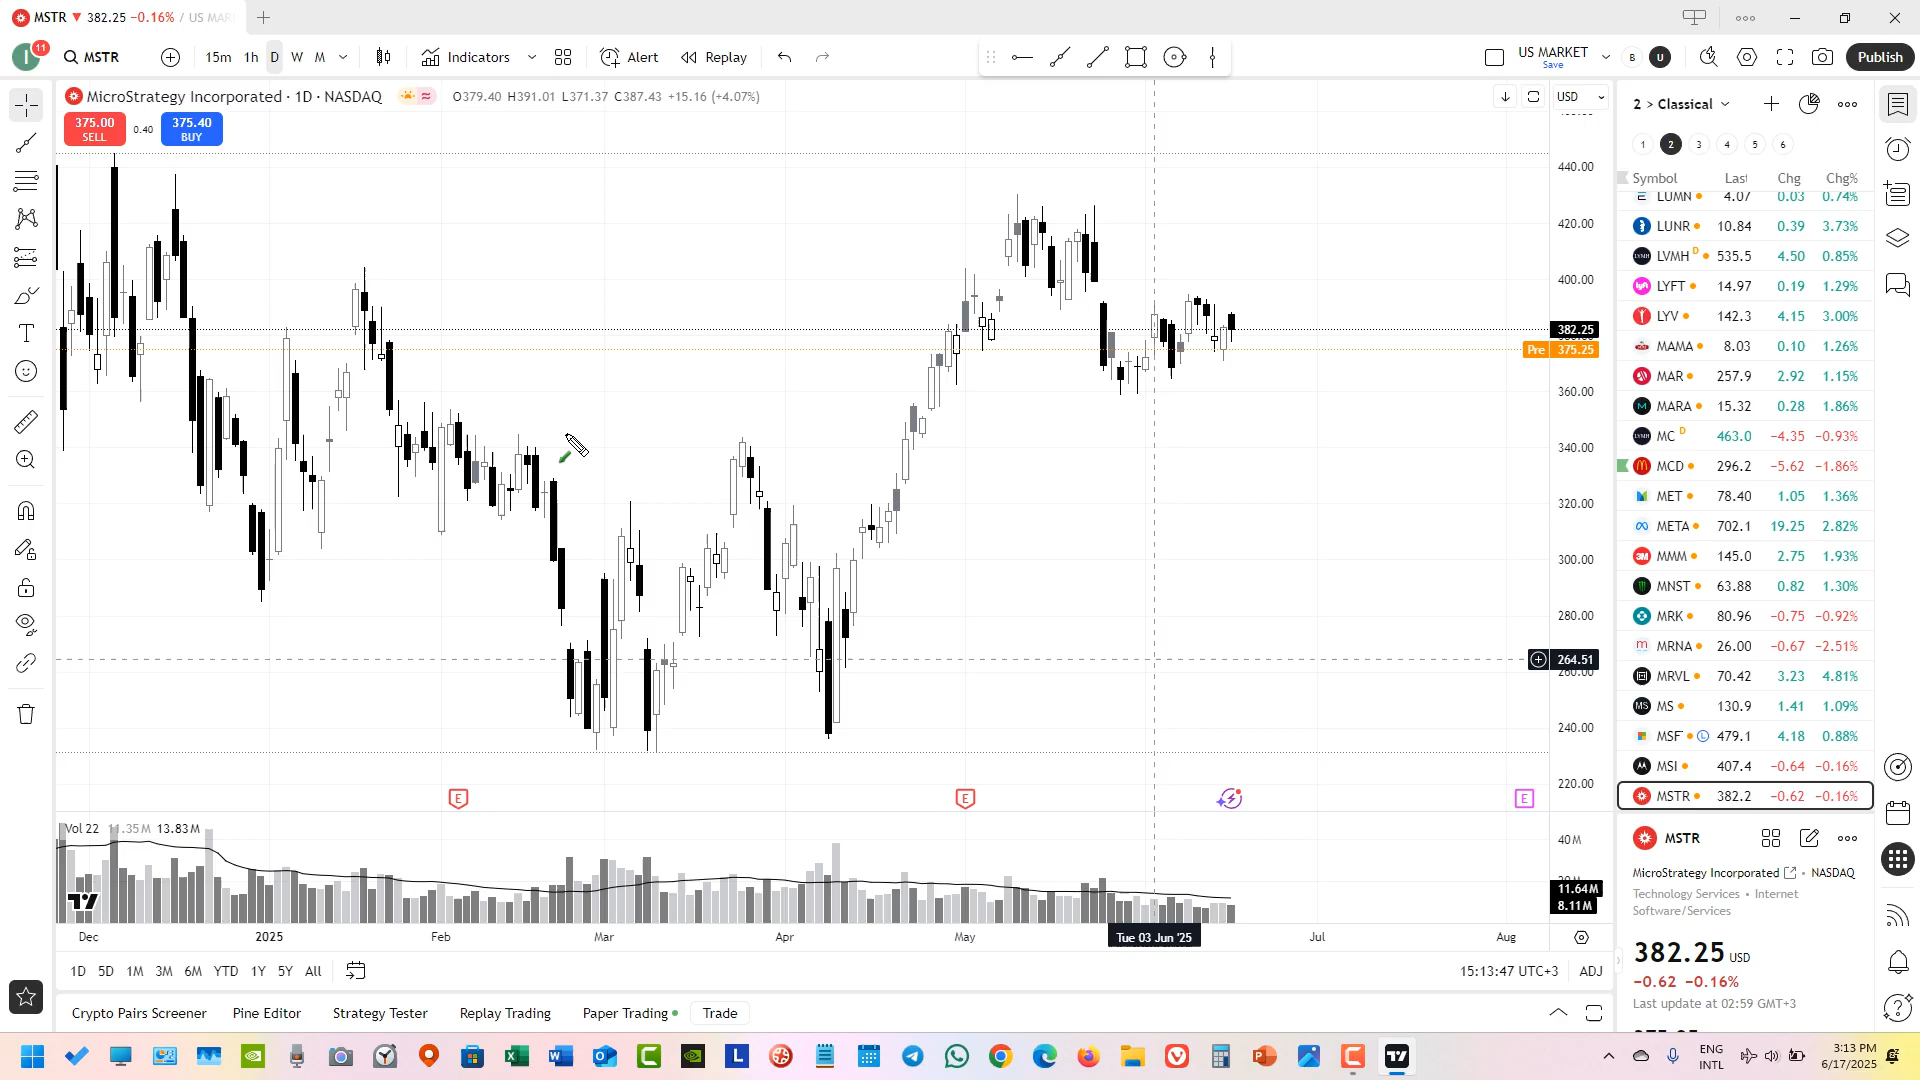 MSTR ▼ 382.25 −0.16% / US MAR
11
MSTR
15m 1h D W M
Indicators
Alert
Replay
US MARKET
Save
B
U
Publish
MicroStrategy Incorporated · 1D · NASDAQ
O379.40 H391.01 L371.37 C387.43 +15.16 (+4.07%)
375.00
SELL
0.40
375.40
BUY
USD
440.00
420.00
400.00
382.25
Pre 375.25
360.00
340.00
320.00
300.00
280.00
264.51
260.00
240.00
220.00
E
E
E
Vol 22 11.35M 13.83M
40M
11.64M
8.11M
Dec 2025 Feb Mar Apr May Tue 03 Jun '25 Jul Aug
1D 5D 1M 3M 6M YTD 1Y 5Y All
15:13:47 UTC+3 ADJ
Crypto Pairs Screener Pine Editor Strategy Tester Replay Trading Paper Trading Trade
2 > Classical
1 2 3 4 5 6
Symbol Last Chg Chg%
LUMN 4.07 0.03 0.74%
LUNR 10.84 0.39 3.73%
LVMH D 535.5 4.50 0.85%
LYFT 14.97 0.19 1.29%
LYV 142.3 4.15 3.00%
MAMA 8.03 0.10 1.26%
MAR 257.9 2.92 1.15%
MARA 15.32 0.28 1.86%
MC D 463.0 −4.35 −0.93%
MCD 296.2 −5.62 −1.86%
MET 78.40 1.05 1.36%
META 702.1 19.25 2.82%
MMM 145.0 2.75 1.93%
MNST 63.88 0.82 1.30%
MRK 80.96 −0.75 −0.92%
MRNA 26.00 −0.67 −2.51%
MRVL 70.42 3.23 4.81%
MS 130.9 1.41 1.09%
MSF L 479.1 4.18 0.88%
MSI 407.4 −0.64 −0.16%
MSTR 382.2 −0.62 −0.16%
MSTR
MicroStrategy Incorporated • NASDAQ
Technology Services • Internet
Software/Services
382.25 USD
−0.62 −0.16%
Last update at 02:59 GMT+3
ENG
INTL
3:13 PM
6/17/2025